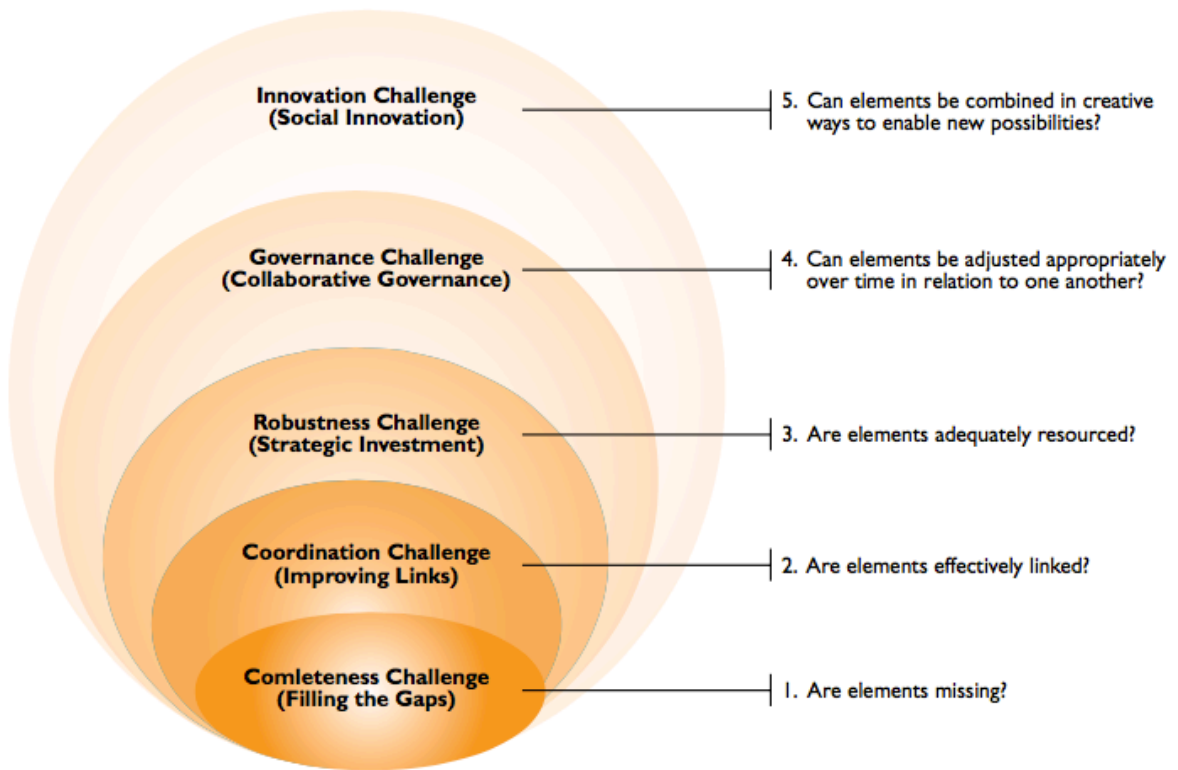 Innovation Challenge
(Social Innovation)
5. Can elements be combined in creative
ways to enable new possibilities?
Governance Challenge
(Collaborative Governance)
4. Can elements be adjusted appropriately
over time in relation to one another?
Robustness Challenge
(Strategic Investment)
3. Are elements adequately resourced?
Coordination Challenge
(Improving Links)
2. Are elements effectively linked?
Comleteness Challenge
(Filling the Gaps)
1. Are elements missing?